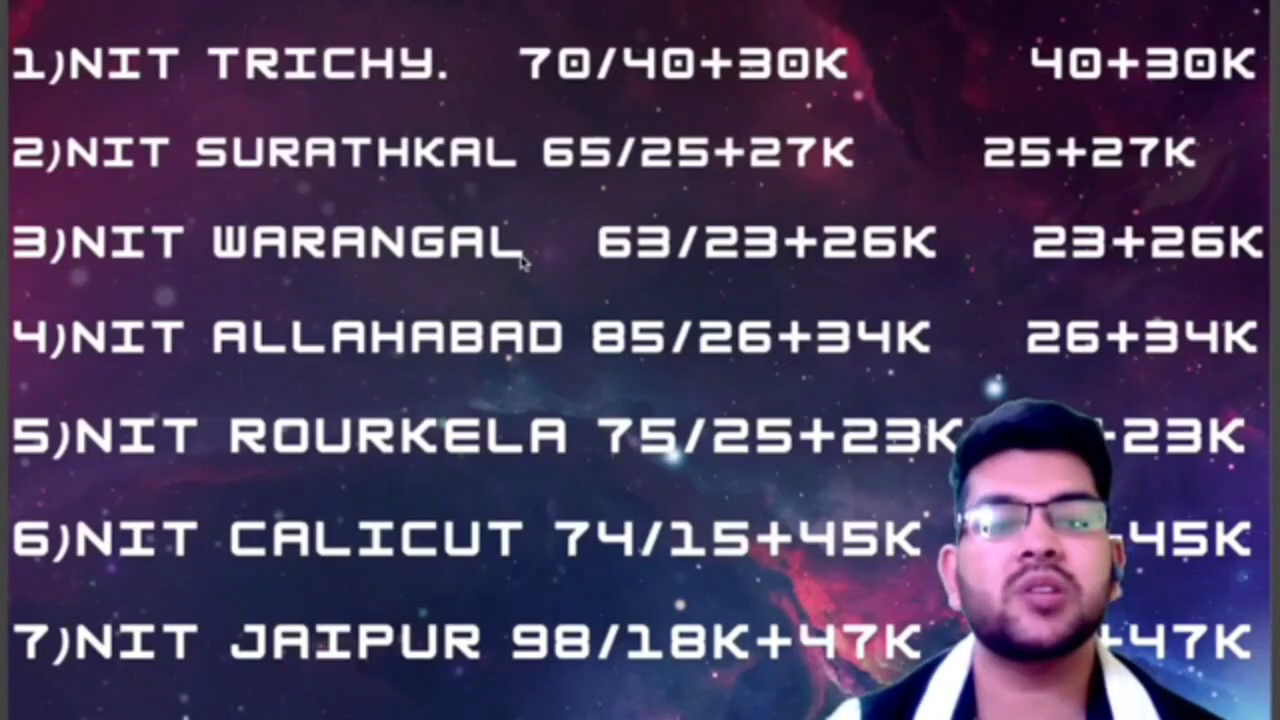 1)NIT TRICHY. 70/40+30K 40+30K
2)NIT SURATHKAL 65/25+27K 25+27K
3)NIT WARANGAL 63/23+26K 23+26K
4)NIT ALLAHABAD 85/26+34K 26+34K
5)NIT ROURKELA 75/25+23K +23K
6)NIT CALICUT 74/15+45K 45K
7)NIT JAIPUR 98/18K+47K +47K